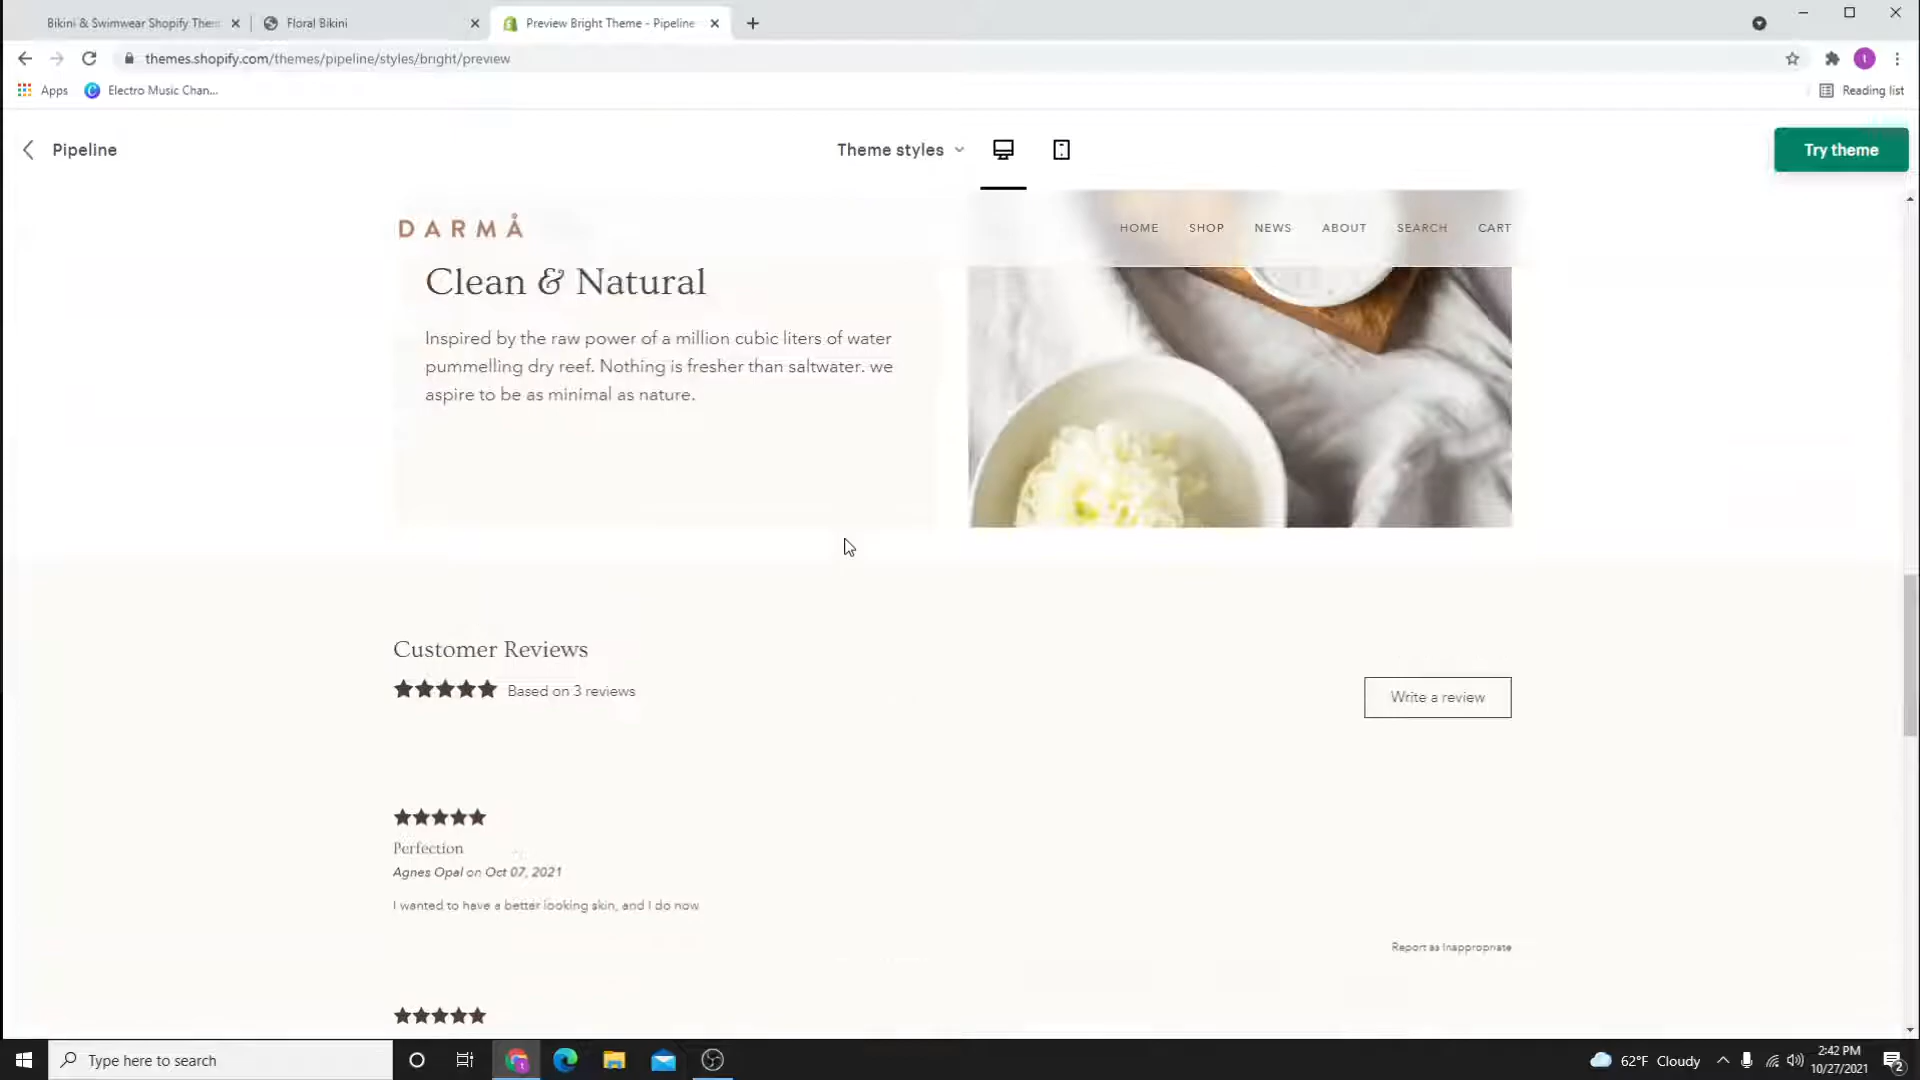 Bikini & Swimwear Shopify The
Floral Bikini
Preview Bright Theme - Pipeline
themes.shopify.com/themes/pipeline/styles/bright/preview
Apps
Electro Music Chan...
Reading list
Pipeline
Theme styles
Try theme
DARMÅ
HOME SHOP NEWS ABOUT SEARCH CART
Clean & Natural
Inspired by the raw power of a million cubic liters of water
pummelling dry reef. Nothing is fresher than saltwater. we
aspire to be as minimal as nature.
Customer Reviews
Based on 3 reviews
Write a review
Perfection
Agnes Opal on Oct 07, 2021
I wanted to have a better looking skin, and I do now
Report as Inappropriate
Type here to search
62°F Cloudy
2:42 PM
10/27/2021
2